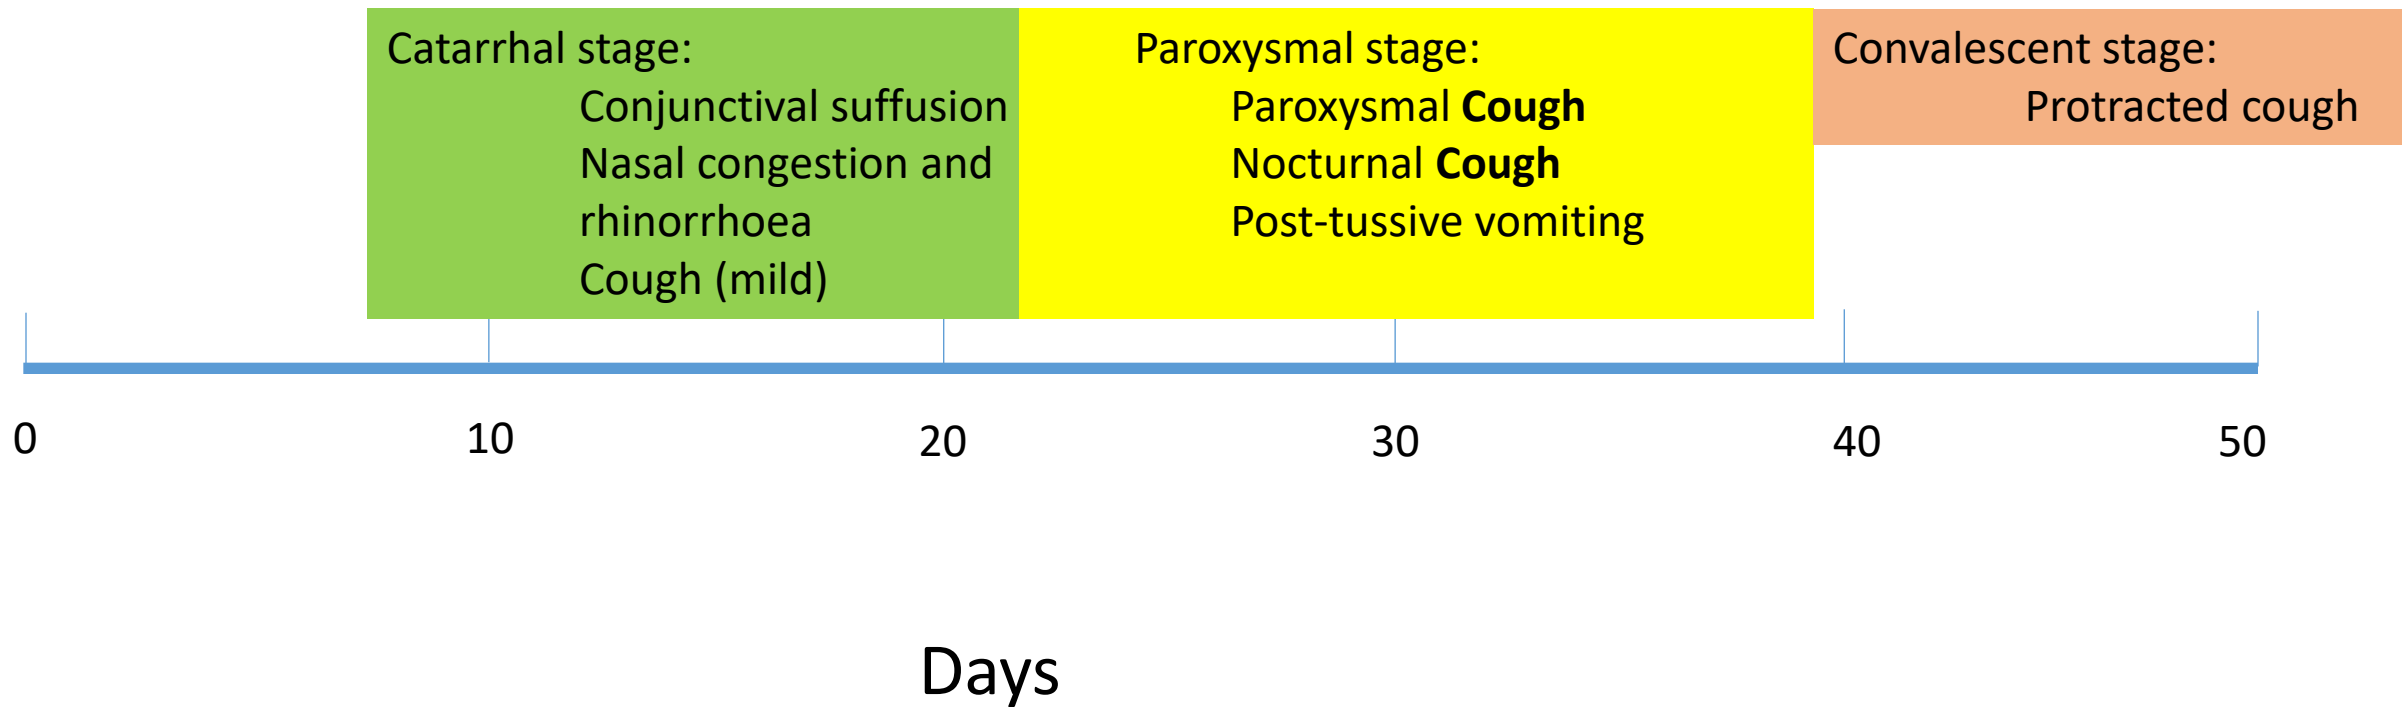 Catarrhal stage:
Conjunctival suffusion
Nasal congestion and
rhinorrhoea
Cough (mild)
Paroxysmal stage:
Paroxysmal Cough
Nocturnal Cough
Post-tussive vomiting
Convalescent stage:
Protracted cough
0
10
20
30
40
50
Days